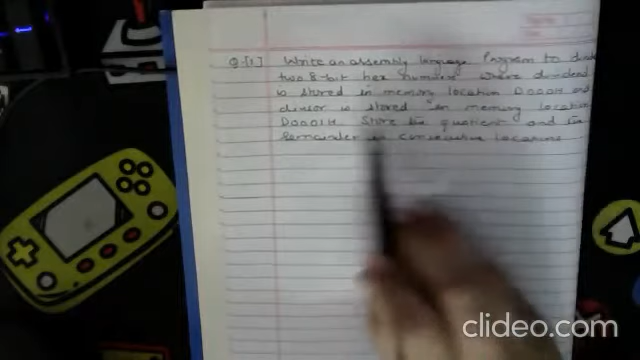 Q.[1] Write an assembly language Program to divide
two 8-bit hex numbers where dividend
is stored in memory location D000H and
divisor is stored in memory location
D0001H. Store the quotient and the
remainder in consecutive locations
clideo.com